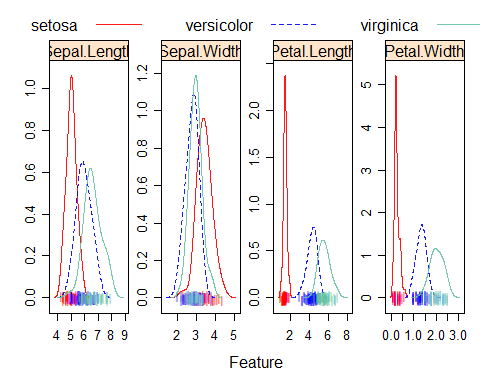 setosa versicolor virginica
Sepal.Length Sepal.Width Petal.Length Petal.Width
0.0 0.2 0.4 0.6 0.8 1.0
4 5 6 7 8 9
0.0 0.2 0.4 0.6 0.8 1.0 1.2
2 3 4 5
0.0 0.5 1.0 1.5 2.0
2 4 6 8
0 1 2 3 4 5
0.0 1.0 2.0 3.0
Feature